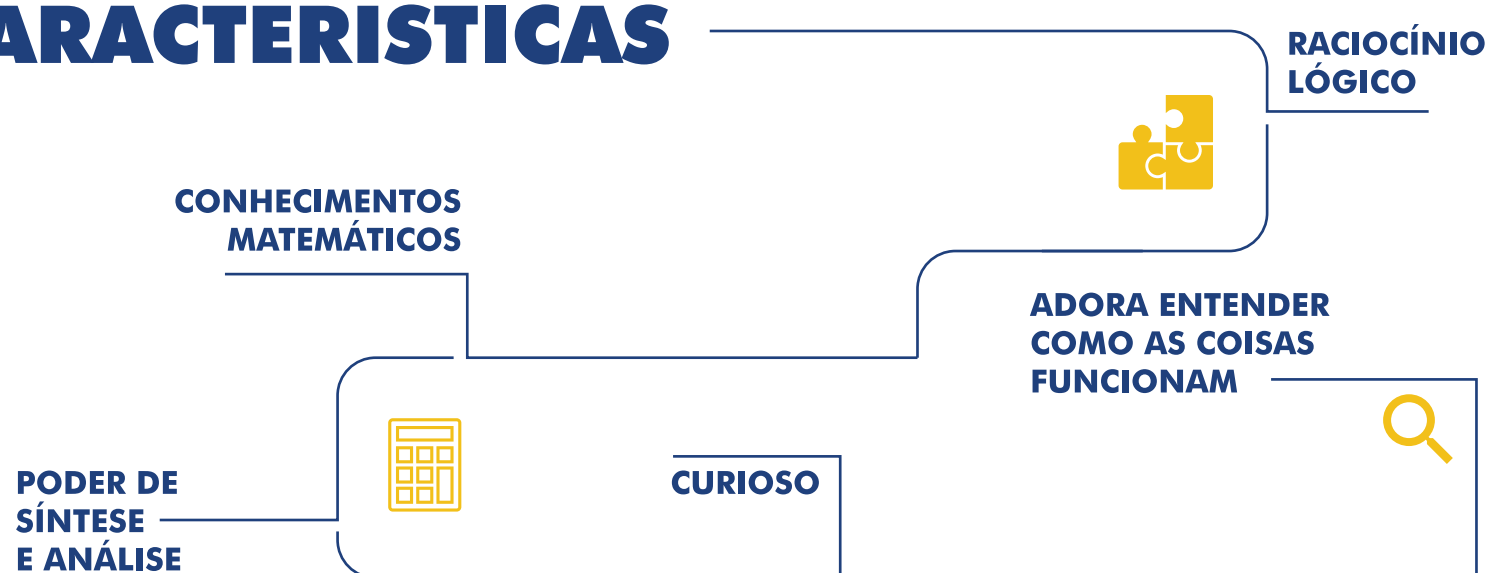 ARACTERISTICAS
RACIOCÍNIO
LÓGICO
CONHECIMENTOS
MATEMÁTICOS
ADORA ENTENDER
COMO AS COISAS
FUNCIONAM
PODER DE
SÍNTESE
E ANÁLISE
CURIOSO